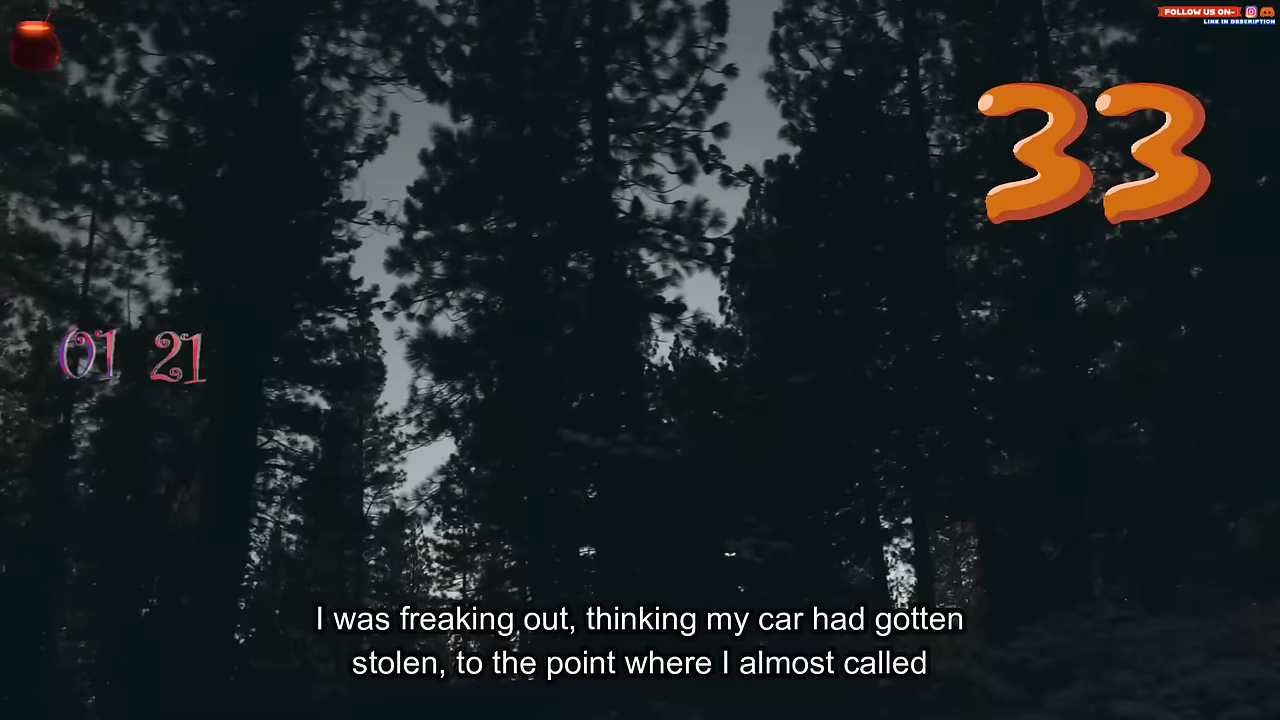 FOLLOW US ON-
LINK IN DESCRIPTION
33
01 21
I was freaking out, thinking my car had gotten
stolen, to the point where I almost called